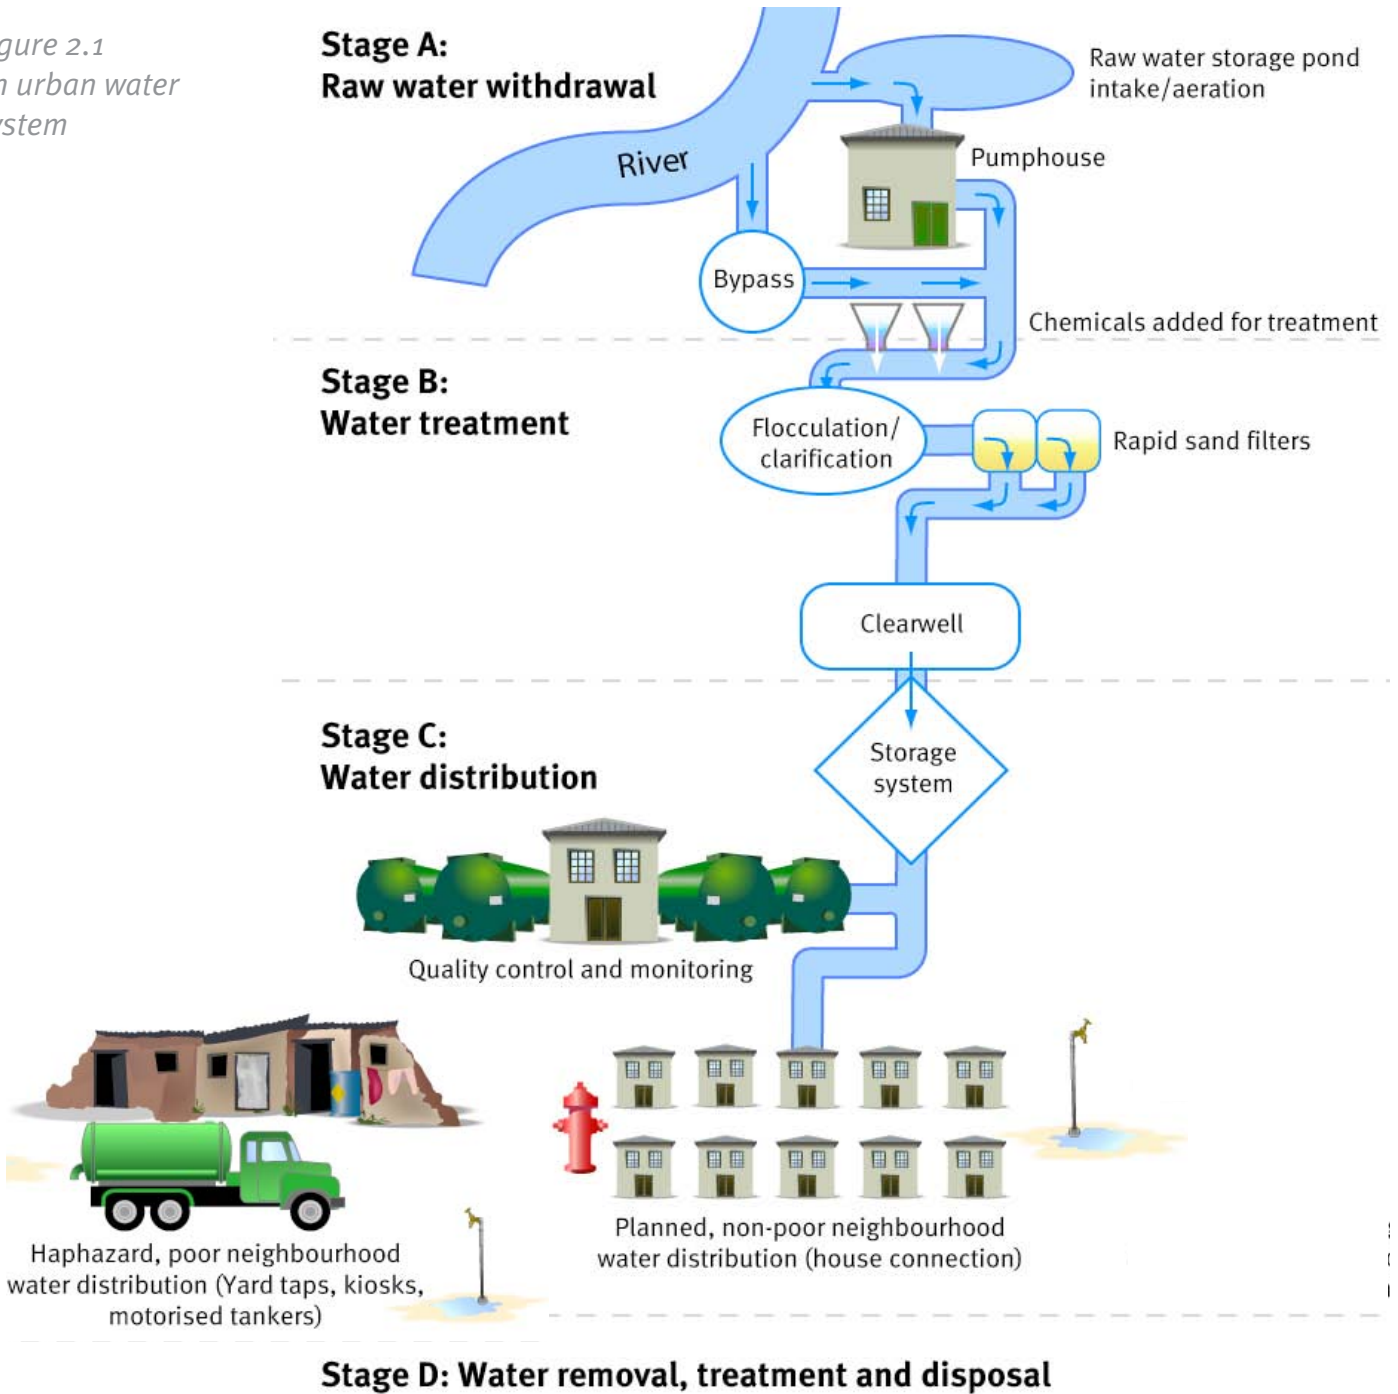 gure 2.1
n urban water
ystem
Stage A:
Raw water withdrawal
Raw water storage pond
intake/aeration
River
Pumphouse
Bypass
Chemicals added for treatment
Stage B:
Water treatment
Flocculation/
clarification
Rapid sand filters
Clearwell
Stage C:
Water distribution
Storage
system
Quality control and monitoring
Haphazard, poor neighbourhood
water distribution (Yard taps, kiosks,
motorised tankers)
Planned, non-poor neighbourhood
water distribution (house connection)
Stage D: Water removal, treatment and disposal